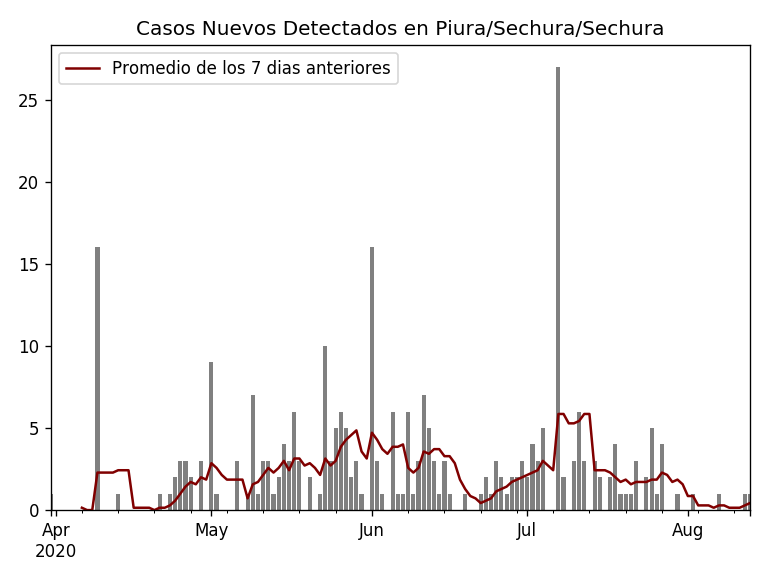 Casos Nuevos Detectados en Piura/Sechura/Sechura
Promedio de los 7 dias anteriores
25
20
15
10
5
0
Apr
2020
May
Jun
Jul
Aug